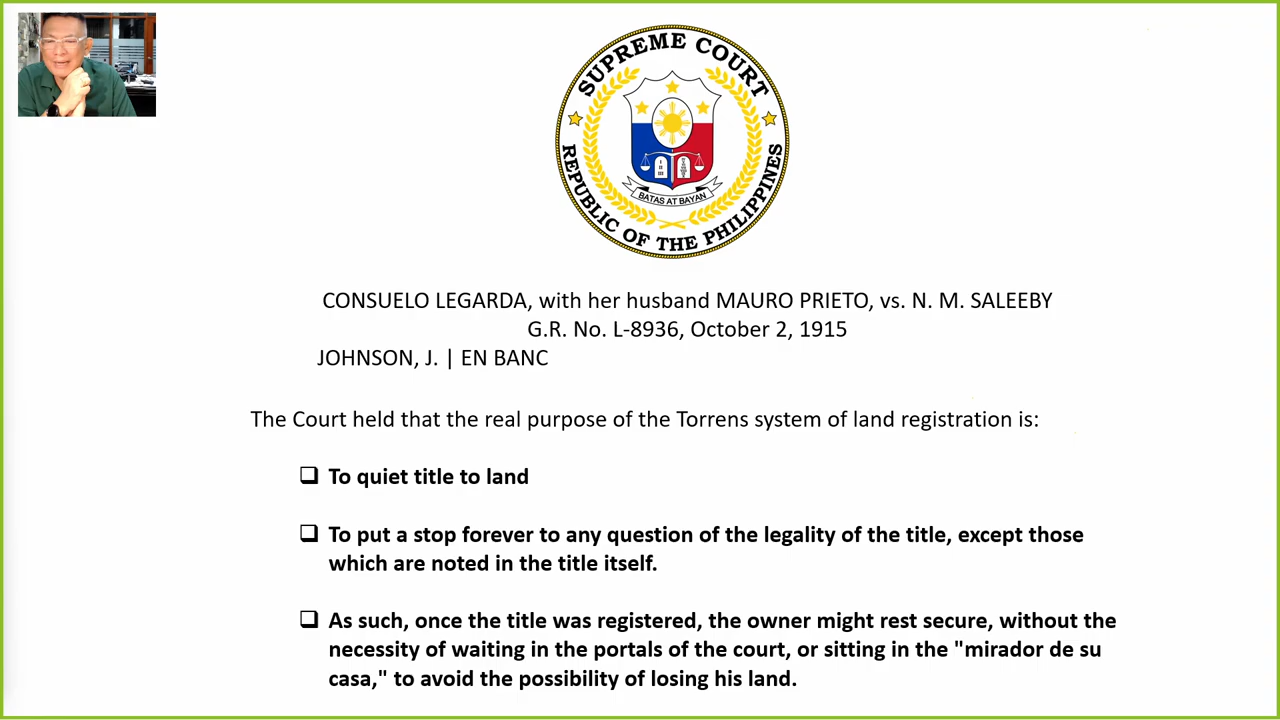 SUPREME COURT
REPUBLIC OF THE PHILIPPINES
BATAS AT BAYAN
CONSUELO LEGARDA, with her husband MAURO PRIETO, vs. N. M. SALEEBY
G.R. No. L-8936, October 2, 1915
JOHNSON, J. | EN BANC
The Court held that the real purpose of the Torrens system of land registration is:
❑ To quiet title to land
❑ To put a stop forever to any question of the legality of the title, except those
which are noted in the title itself.
❑ As such, once the title was registered, the owner might rest secure, without the
necessity of waiting in the portals of the court, or sitting in the "mirador de su
casa," to avoid the possibility of losing his land.